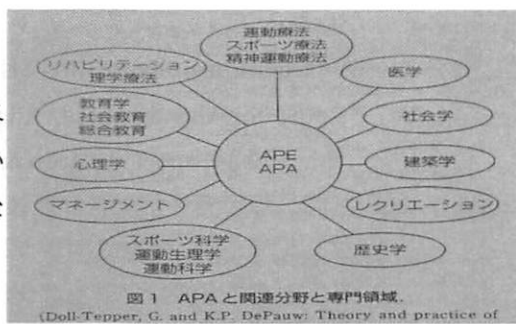 運動療法
スポーツ療法
精神運動療法
リハビリテーション
理学療法
医学
教育学
社会教育
総合教育
社会学
APE
APA
心理学
建築学
マネージメント
レクリエーション
スポーツ科学
運動生理学
運動科学
歴史学
図1 APAと関連分野と専門領域.
(Doll-Tepper, G. and K.P. DePauw: Theory and practice of